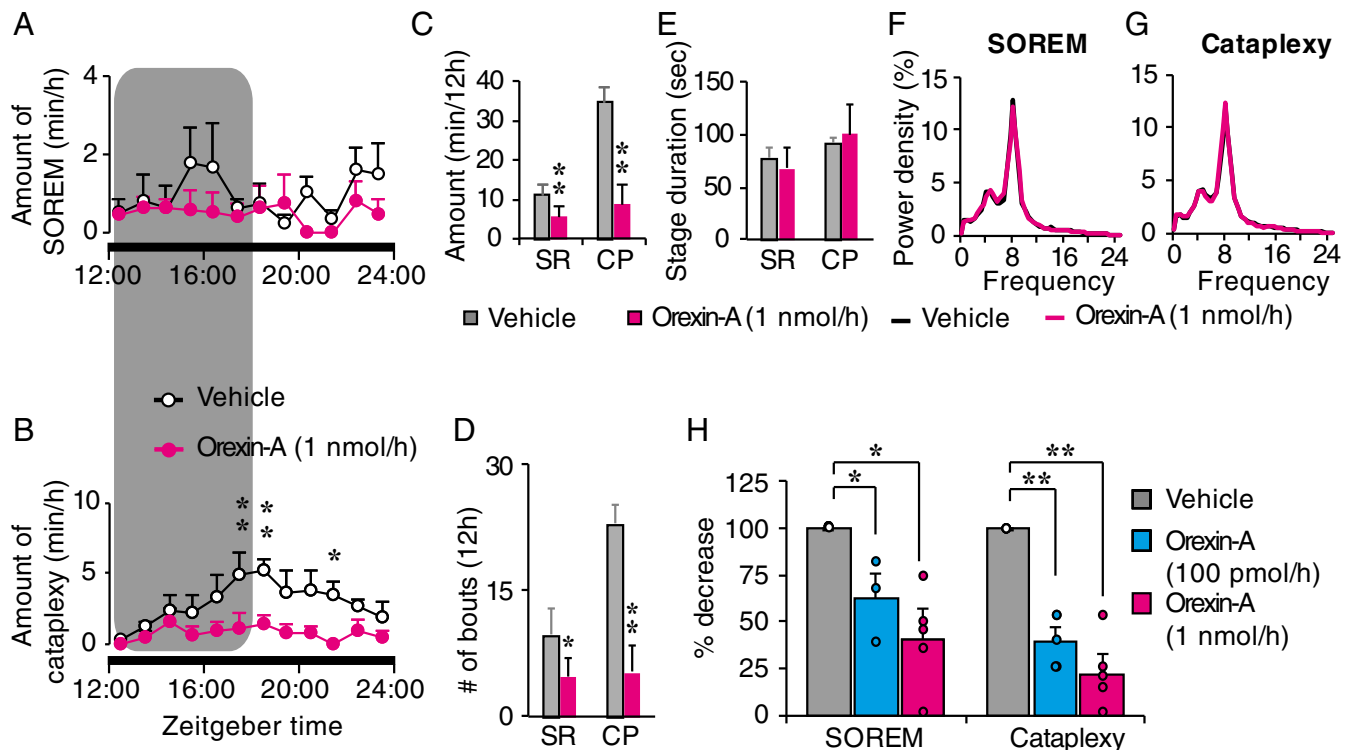 A
Amount of
SOREM (min/h)
4
2
0
12:00 16:00 20:00 24:00
Vehicle
Orexin-A (1 nmol/h)
B
Amount of
cataplexy (min/h)
10
5
0
**
**
*
12:00 16:00 20:00 24:00
Zeitgeber time
C
Amount (min/12h)
40
30
20
10
0
**
**
SR CP
D
# of bouts (12h)
30
15
0
*
**
SR CP
E
Stage duration (sec)
150
100
50
0
SR CP
Vehicle
Orexin-A (1 nmol/h)
F
SOREM
Power density (%)
15
10
5
0
0 8 16 24
Frequency
G
Cataplexy
15
10
5
0
0 8 16 24
Frequency
Vehicle
Orexin-A (1 nmol/h)
H
% decrease
125
100
75
50
25
0
*
*
**
**
SOREM Cataplexy
Vehicle
Orexin-A
(100 pmol/h)
Orexin-A
(1 nmol/h)